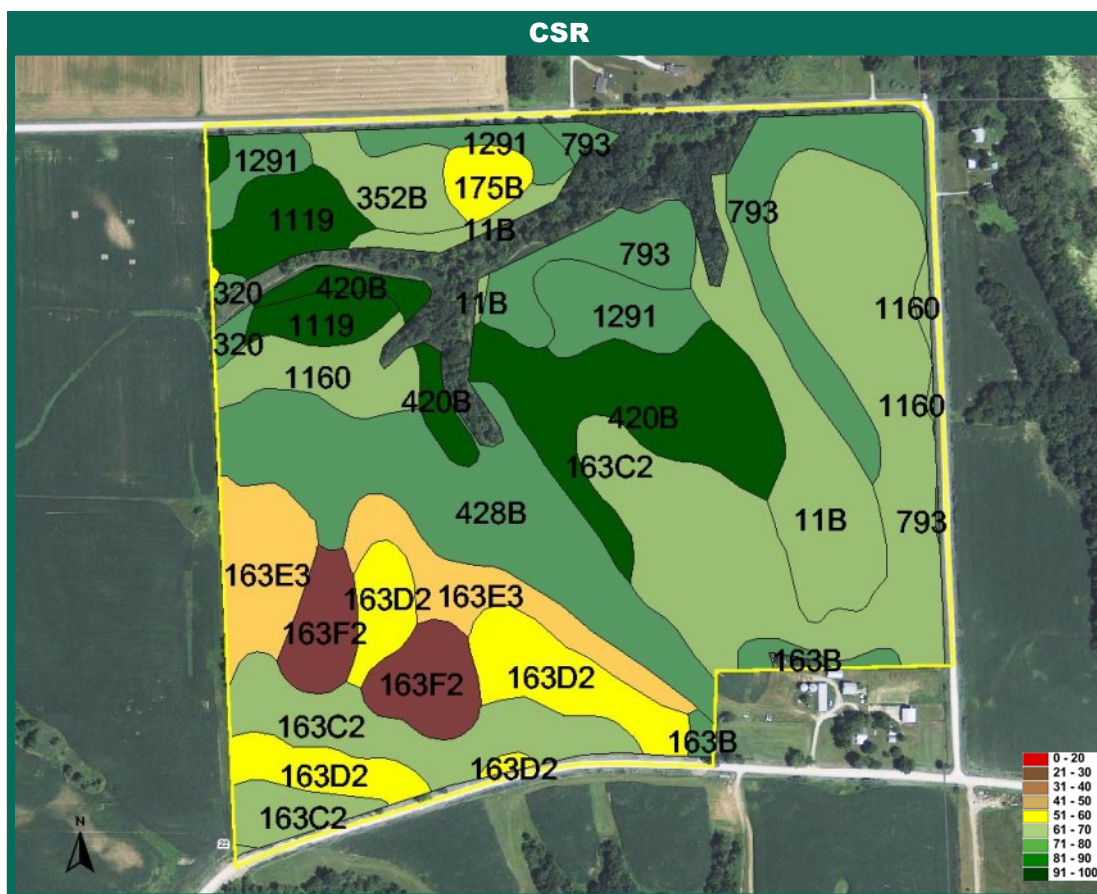 CSR
1291
1291
793
352B
175B
1119
11B
793
793
320
420B
11B
1119
1291
1160
320
1160
1160
420B
420B
163C2
428B
11B
793
163E3
163D2
163E3
163F2
163B
163F2
163D2
163C2
163B
163D2
163D2
163C2
22
N
0 - 20
21 - 30
31 - 40
41 - 50
51 - 60
61 - 70
71 - 80
81 - 90
91 - 100